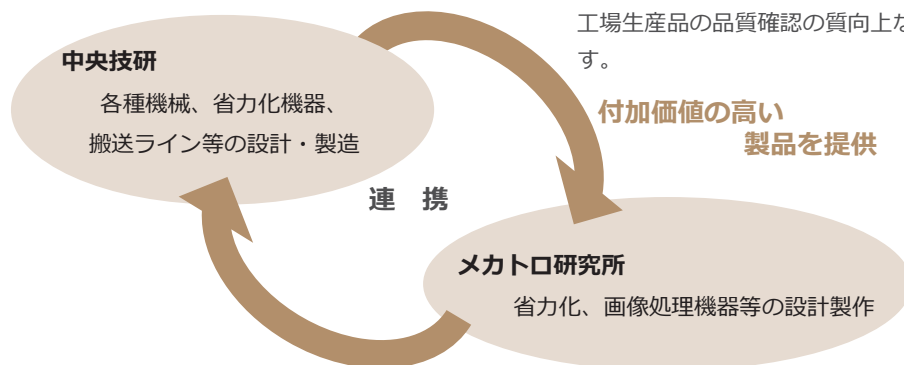 工場生産品の品質確認の質向上な
す。
中央技研
各種機械、省力化機器、
搬送ライン等の設計・製造
付加価値の高い
製品を提供
連　携
メカトロ研究所
省力化、画像処理機器等の設計製作